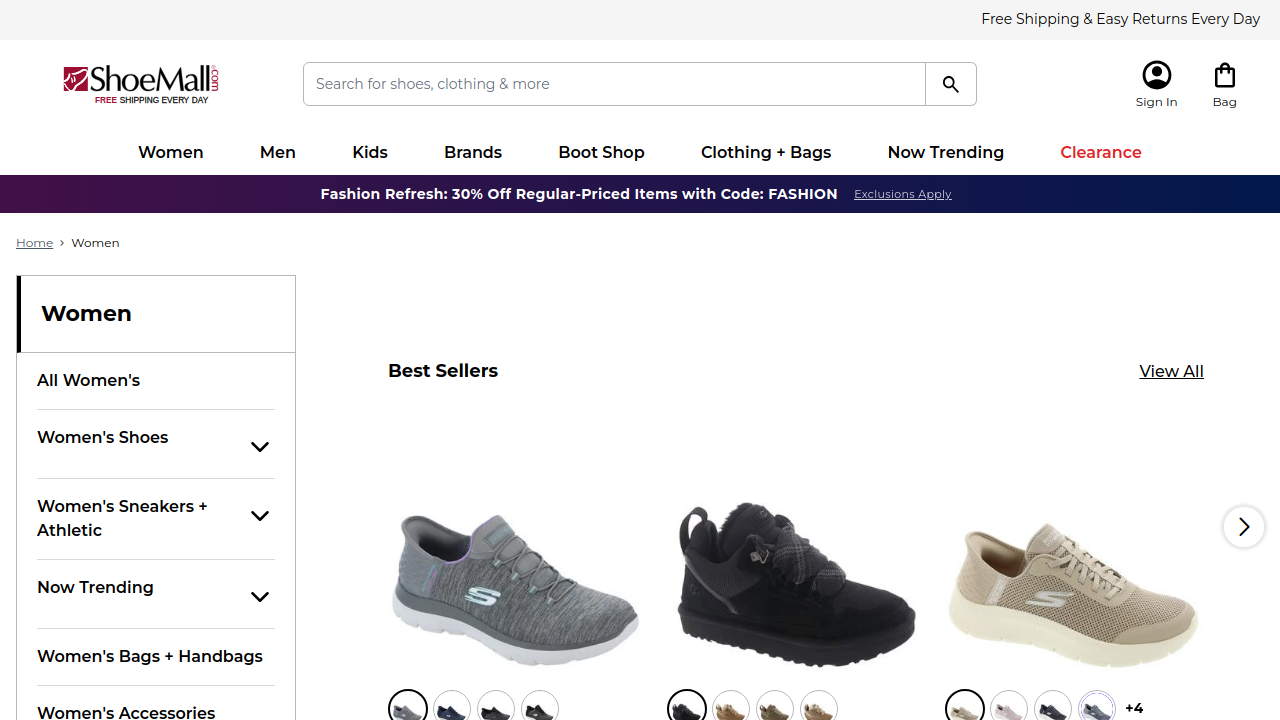 Free Shipping & Easy Returns Every Day
ShoeMall.com
FREE SHIPPING EVERY DAY
Search for shoes, clothing & more
Sign In
Bag
Women
Men
Kids
Brands
Boot Shop
Clothing + Bags
Now Trending
Clearance
Fashion Refresh: 30% Off Regular-Priced Items with Code: FASHION Exclusions Apply
Home › Women
Women
All Women's
Women's Shoes
Women's Sneakers +
Athletic
Now Trending
Women's Bags + Handbags
Women's Accessories
Best Sellers
View All
+4